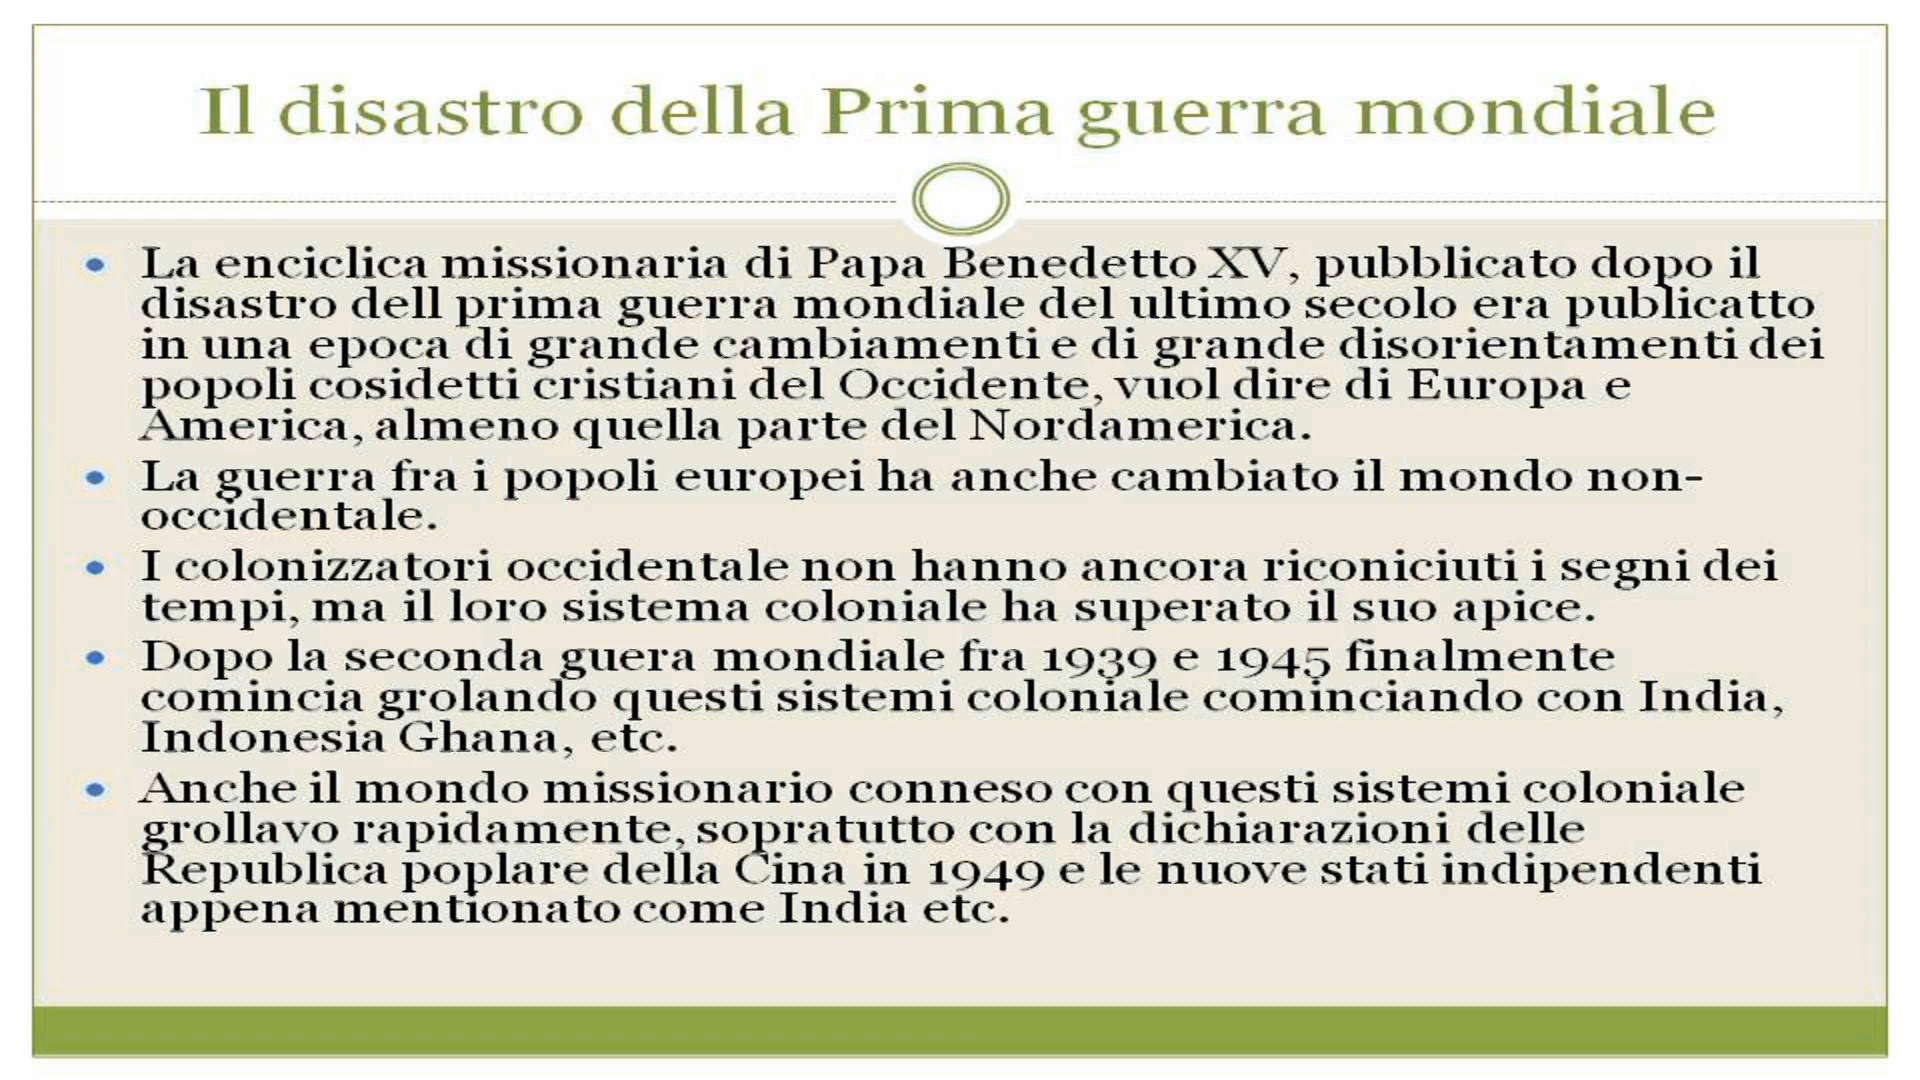 Il disastro della Prima guerra mondiale
• La enciclica missionaria di Papa Benedetto XV, pubblicato dopo il
disastro dell prima guerra mondiale del ultimo secolo era publicatto
in una epoca di grande cambiamenti e di grande disorientamenti dei
popoli cosidetti cristiani del Occidente, vuol dire di Europa e
America, almeno quella parte del Nordamerica.
• La guerra fra i popoli europei ha anche cambiato il mondo non-
occidentale.
• I colonizzatori occidentale non hanno ancora riconiciuti i segni dei
tempi, ma il loro sistema coloniale ha superato il suo apice.
• Dopo la seconda guera mondiale fra 1939 e 1945 finalmente
comincia grolando questi sistemi coloniale cominciando con India,
Indonesia Ghana, etc.
• Anche il mondo missionario conneso con questi sistemi coloniale
grollavo rapidamente, sopratutto con la dichiarazioni delle
Republica poplare della Cina in 1949 e le nuove stati indipendenti
appena mentionato come India etc.